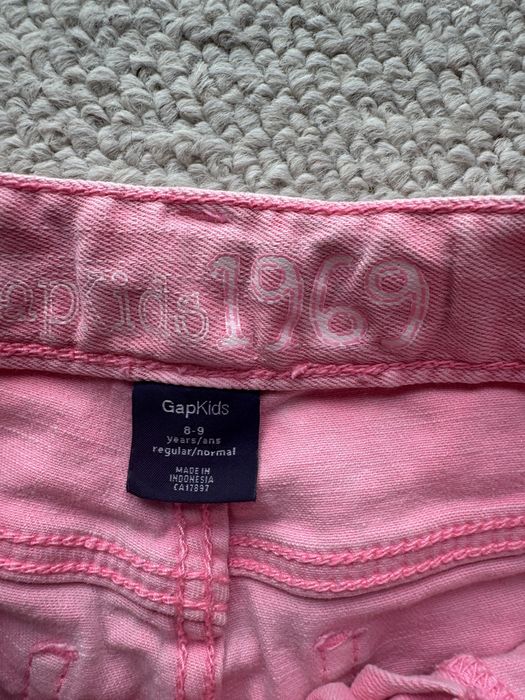 apKids 1969
GapKids
8-9
years/ans
regular/normal
MADE IN
INDONESIA
CA17897